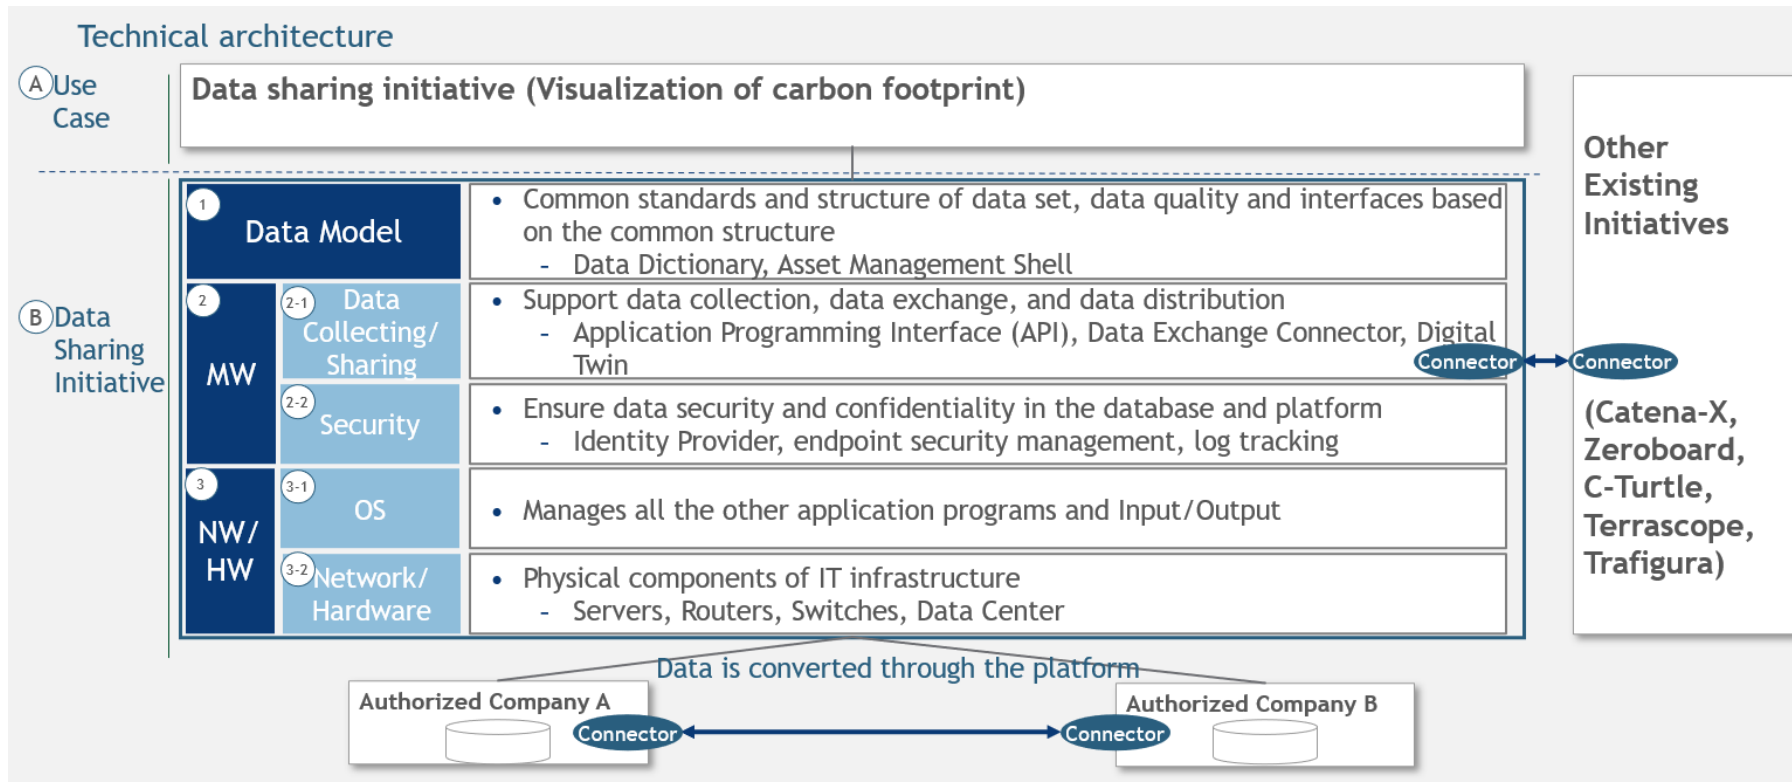 Technical architecture
A
Use
Case
Data sharing initiative (Visualization of carbon footprint)
B
Data
Sharing
Initiative
1
Data Model
• Common standards and structure of data set, data quality and interfaces based
on the common structure
- Data Dictionary, Asset Management Shell
2
MW
2-1
Data
Collecting/
Sharing
• Support data collection, data exchange, and data distribution
- Application Programming Interface (API), Data Exchange Connector, Digital
Twin
Connector
2-2
Security
• Ensure data security and confidentiality in the database and platform
- Identity Provider, endpoint security management, log tracking
3
NW/
HW
3-1
OS
• Manages all the other application programs and Input/Output
3-2
Network/
Hardware
• Physical components of IT infrastructure
- Servers, Routers, Switches, Data Center
Other
Existing
Initiatives
Connector
(Catena-X,
Zeroboard,
C-Turtle,
Terrascope,
Trafigura)
Data is converted through the platform
Authorized Company A
Connector
Authorized Company B
Connector